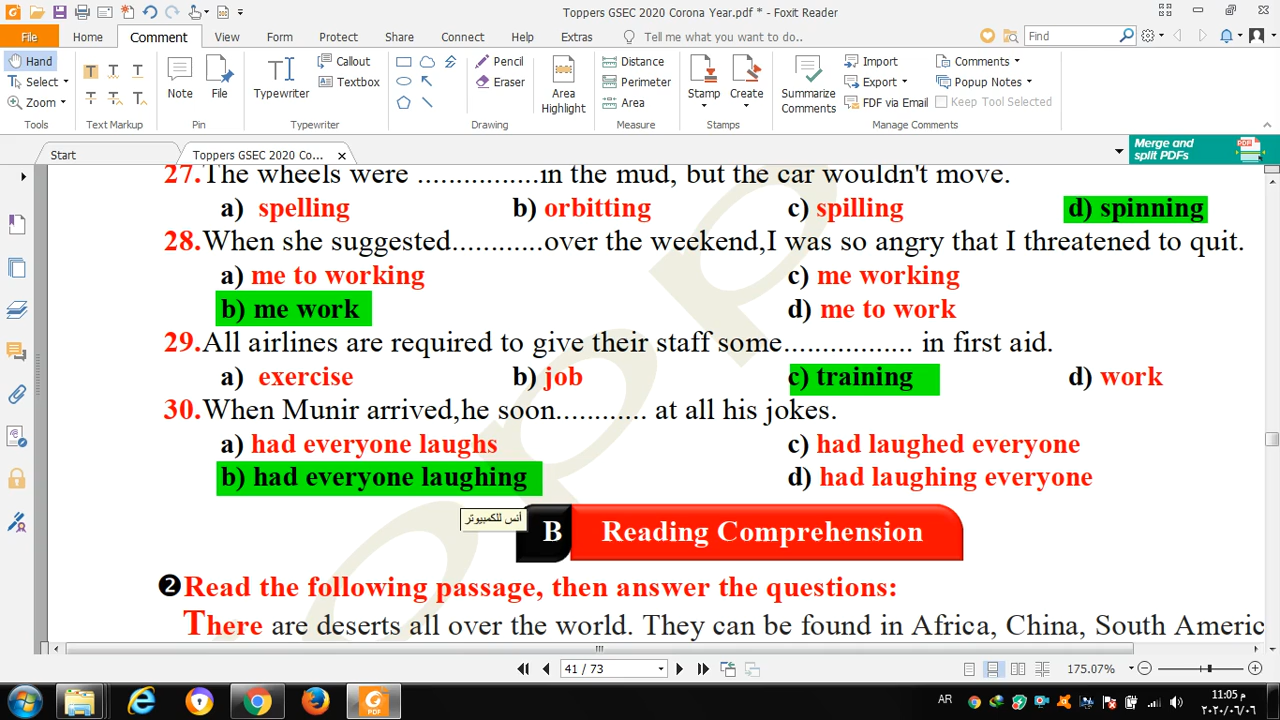 Toppers GSEC 2020 Corona Year.pdf * - Foxit Reader
File Home Comment View Form Protect Share Connect Help Extras Tell me what you want to do.. Find
Hand Select Zoom Tools
Text Markup
Note File Pin
Typewriter Callout Textbox Typewriter
Pencil Eraser Area Highlight Drawing
Distance Perimeter Area Measure
Stamp Create Stamps
Summarize Comments Import Export FDF via Email Comments Popup Notes Keep Tool Selected Manage Comments
Start Toppers GSEC 2020 Co... Merge and split PDFs
27.The wheels were ................in the mud, but the car wouldn't move.
a) spelling b) orbitting c) spilling d) spinning
28.When she suggested............over the weekend,I was so angry that I threatened to quit.
a) me to working c) me working
b) me work d) me to work
29.All airlines are required to give their staff some................ in first aid.
a) exercise b) job c) training d) work
30.When Munir arrived,he soon............ at all his jokes.
a) had everyone laughs c) had laughed everyone
b) had everyone laughing d) had laughing everyone
أنس للكمبيوتر
B Reading Comprehension
2 Read the following passage, then answer the questions:
There are deserts all over the world. They can be found in Africa, China, South Americ
41 / 73 175.07%
AR 11:05 م
٢٠٢٠/٠٦/٠٦